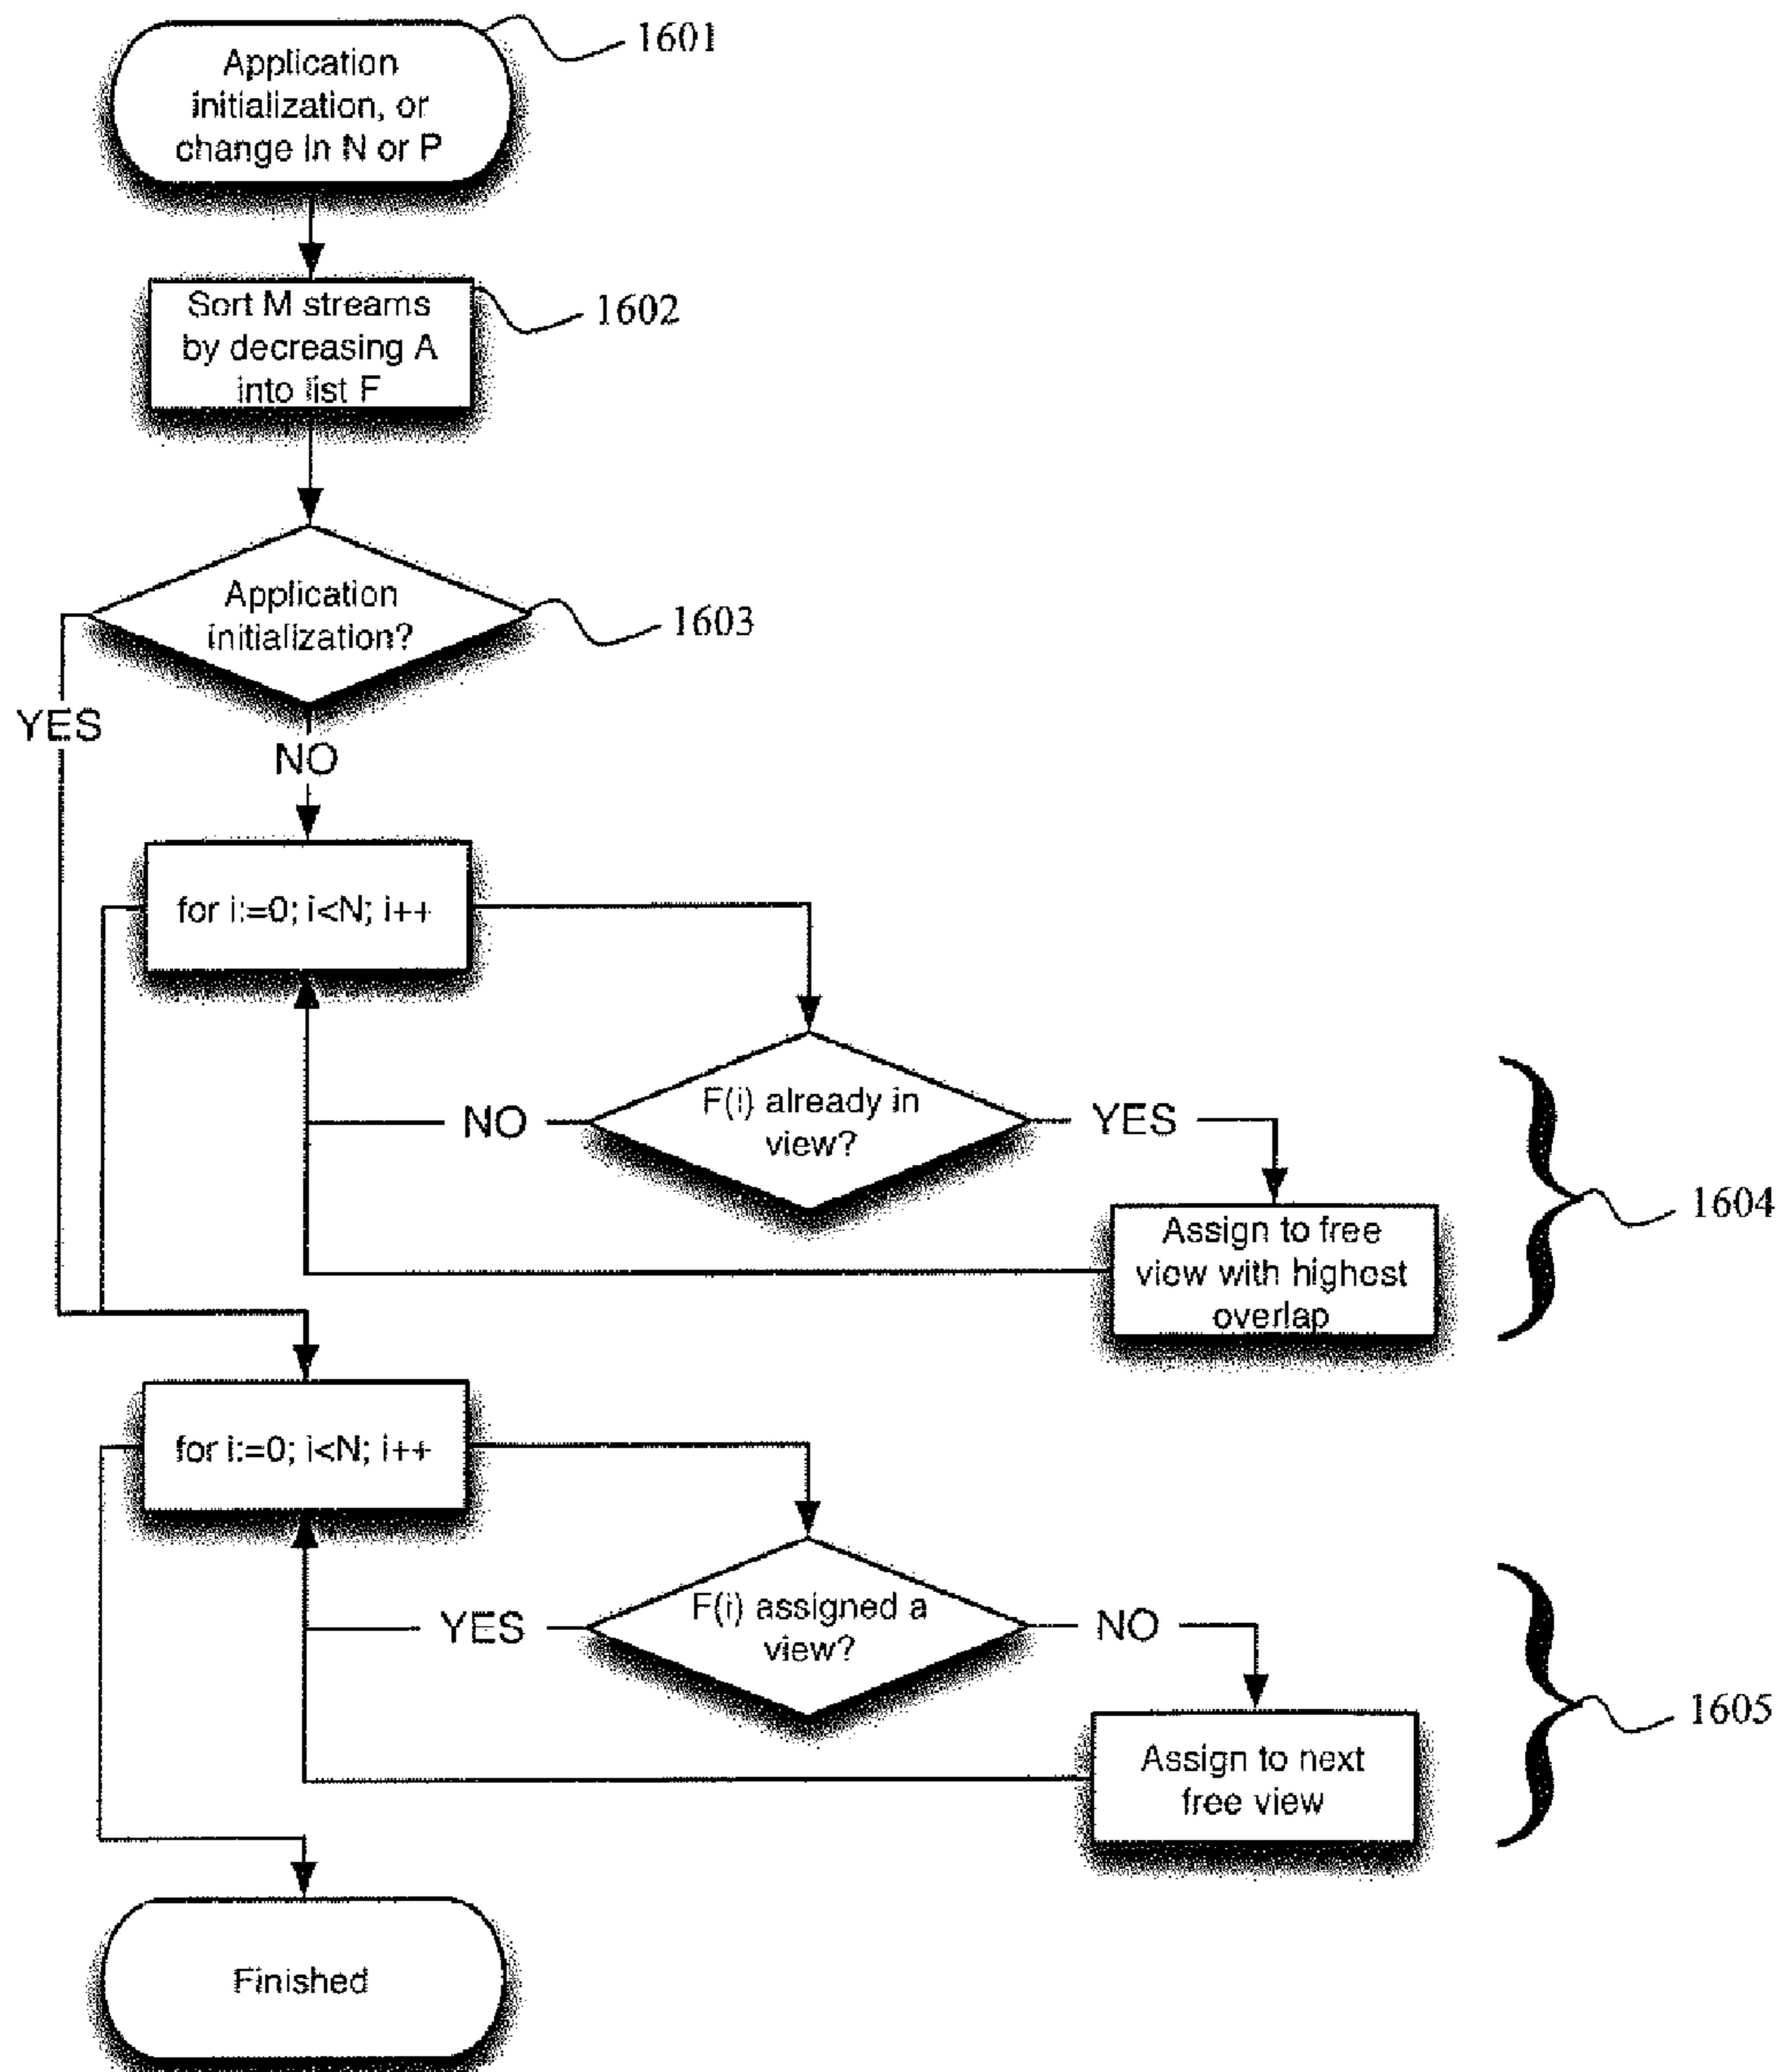 Application
initialization, or
change in N or P
1601
Sort M streams
by decreasing A
into list F
1602
Application
initialization?
1603
YES
NO
for i:=0; i<N; i++
F(i) already in
view?
NO
YES
Assign to free
view with highest
overlap
1604
for i:=0; i<N; i++
F(i) assigned a
view?
YES
NO
Assign to next
free view
1605
Finished